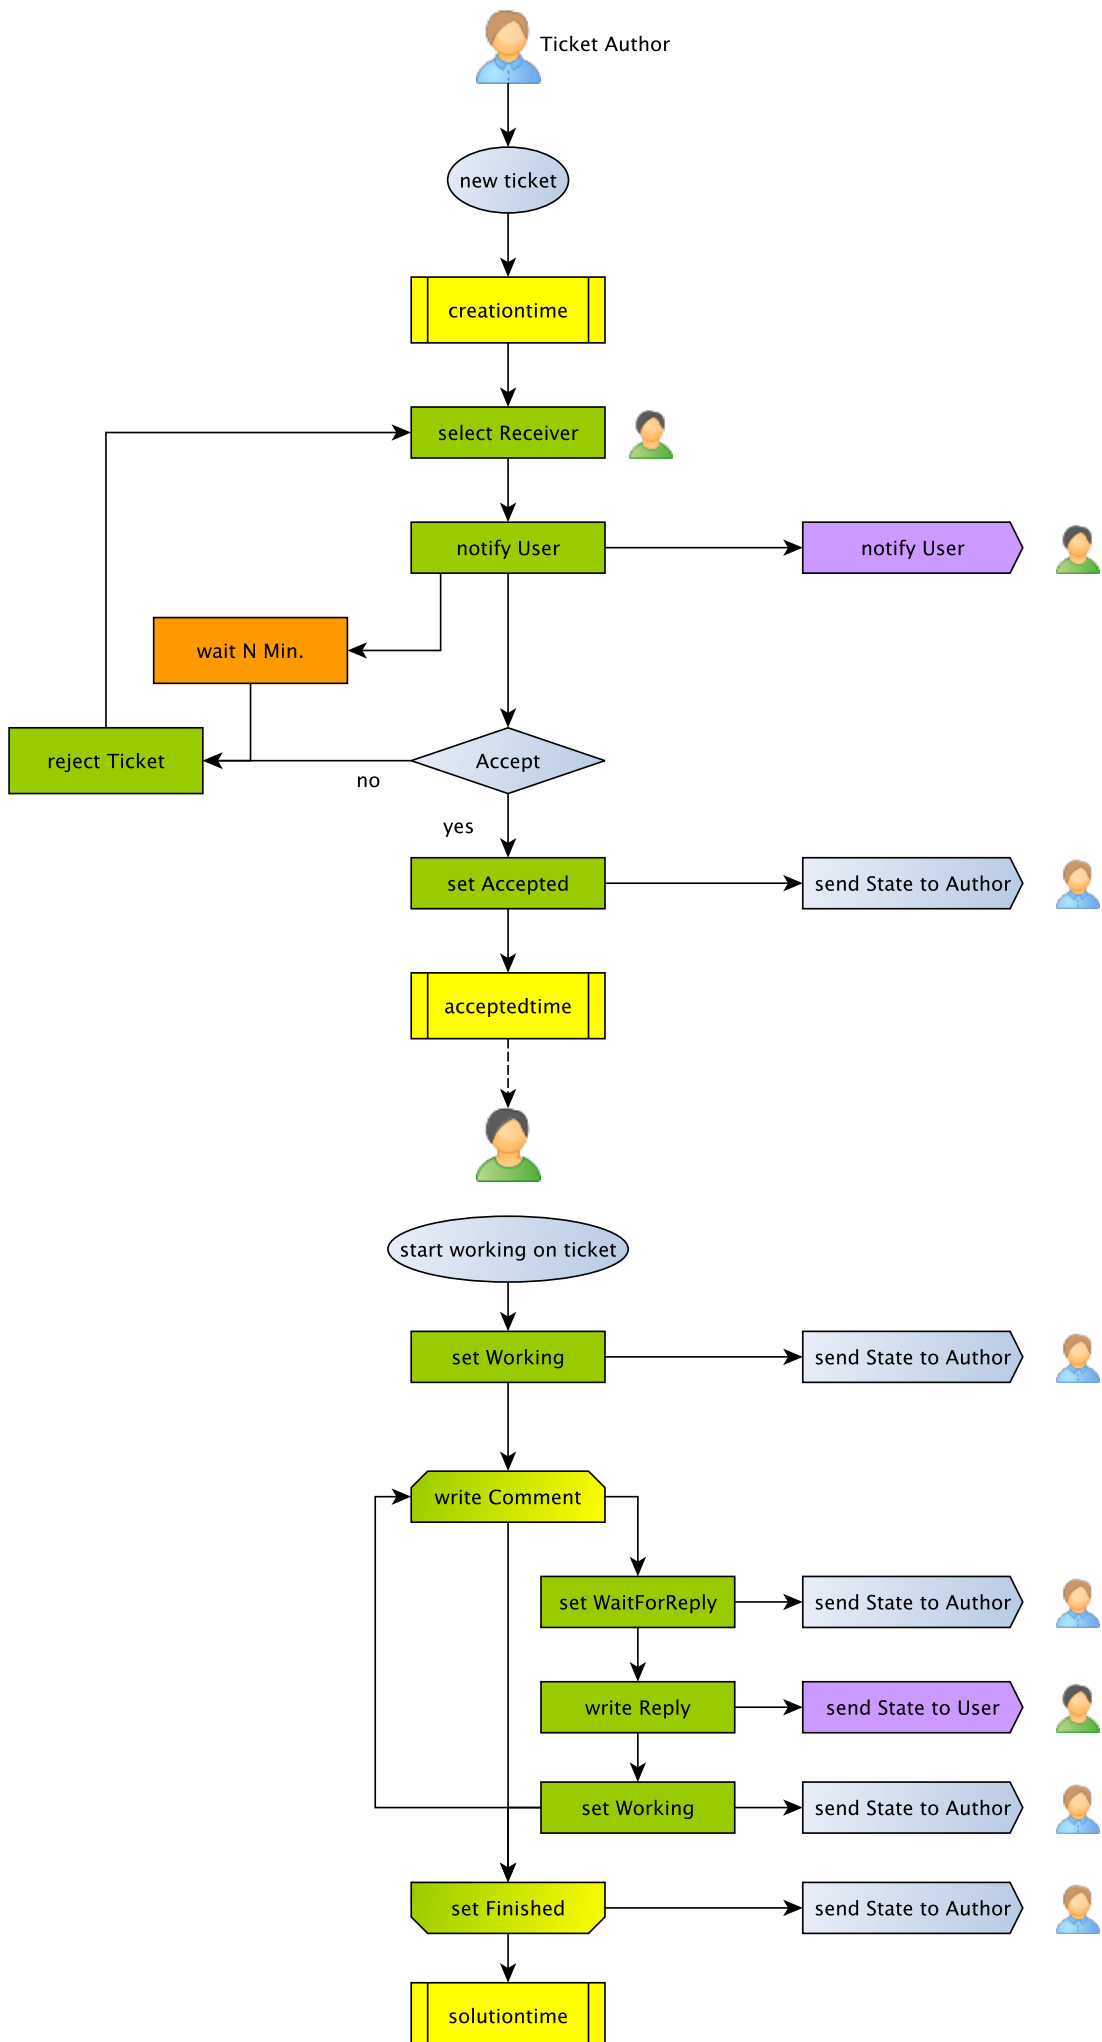 Ticket Author
new ticket
creationtime
select Receiver
notify User
notify User
wait N Min.
reject Ticket
Accept
no
yes
set Accepted
send State to Author
acceptedtime
start working on ticket
set Working
send State to Author
write Comment
set WaitForReply
send State to Author
write Reply
send State to User
set Working
send State to Author
set Finished
send State to Author
solutiontime